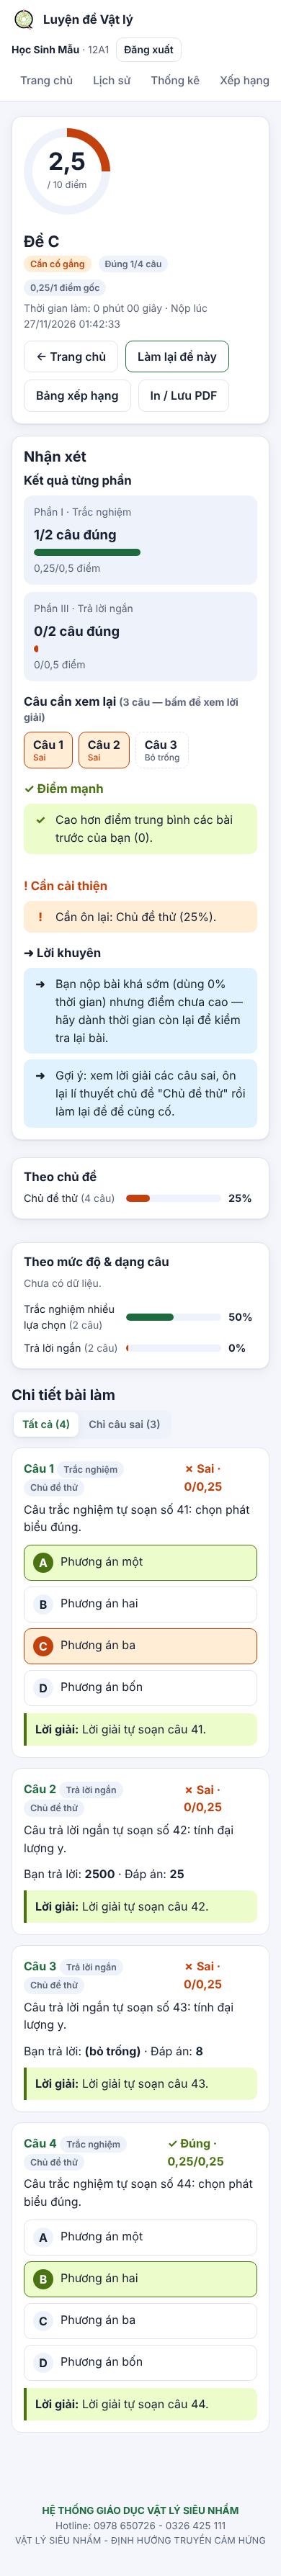 Luyện đề Vật lý
Học Sinh Mẫu · 12A1 Đăng xuất
Trang chủ Lịch sử Thống kê Xếp hạng
2,5
/ 10 điểm
Đề C
Cần cố gắng Đúng 1/4 câu
0,25/1 điểm gốc
Thời gian làm: 0 phút 00 giây · Nộp lúc
27/11/2026 01:42:33
← Trang chủ Làm lại đề này
Bảng xếp hạng In / Lưu PDF
Nhận xét
Kết quả từng phần
Phần I · Trắc nghiệm
1/2 câu đúng
0,25/0,5 điểm
Phần III · Trả lời ngắn
0/2 câu đúng
0/0,5 điểm
Câu cần xem lại (3 câu — bấm để xem lời
giải)
Câu 1 Câu 2 Câu 3
Sai Sai Bỏ trống
✓ Điểm mạnh
✓ Cao hơn điểm trung bình các bài
trước của bạn (0).
! Cần cải thiện
! Cần ôn lại: Chủ đề thử (25%).
➜ Lời khuyên
➜ Bạn nộp bài khá sớm (dùng 0%
thời gian) nhưng điểm chưa cao —
hãy dành thời gian còn lại để kiểm
tra lại bài.
➜ Gợi ý: xem lời giải các câu sai, ôn
lại lí thuyết chủ đề "Chủ đề thử" rồi
làm lại đề để củng cố.
Theo chủ đề
Chủ đề thử (4 câu) 25%
Theo mức độ & dạng câu
Chưa có dữ liệu.
Trắc nghiệm nhiều
lựa chọn (2 câu) 50%
Trả lời ngắn (2 câu) 0%
Chi tiết bài làm
Tất cả (4) Chỉ câu sai (3)
Câu 1 Trắc nghiệm ✗ Sai ·
Chủ đề thử 0/0,25
Câu trắc nghiệm tự soạn số 41: chọn phát
biểu đúng.
A Phương án một
B Phương án hai
C Phương án ba
D Phương án bốn
Lời giải: Lời giải tự soạn câu 41.
Câu 2 Trả lời ngắn ✗ Sai ·
Chủ đề thử 0/0,25
Câu trả lời ngắn tự soạn số 42: tính đại
lượng y.
Bạn trả lời: 2500 · Đáp án: 25
Lời giải: Lời giải tự soạn câu 42.
Câu 3 Trả lời ngắn ✗ Sai ·
Chủ đề thử 0/0,25
Câu trả lời ngắn tự soạn số 43: tính đại
lượng y.
Bạn trả lời: (bỏ trống) · Đáp án: 8
Lời giải: Lời giải tự soạn câu 43.
Câu 4 Trắc nghiệm ✓ Đúng ·
Chủ đề thử 0,25/0,25
Câu trắc nghiệm tự soạn số 44: chọn phát
biểu đúng.
A Phương án một
B Phương án hai
C Phương án ba
D Phương án bốn
Lời giải: Lời giải tự soạn câu 44.
HỆ THỐNG GIÁO DỤC VẬT LÝ SIÊU NHẨM
Hotline: 0978 650726 - 0326 425 111
VẬT LÝ SIÊU NHẨM - ĐỊNH HƯỚNG TRUYỀN CẢM HỨNG